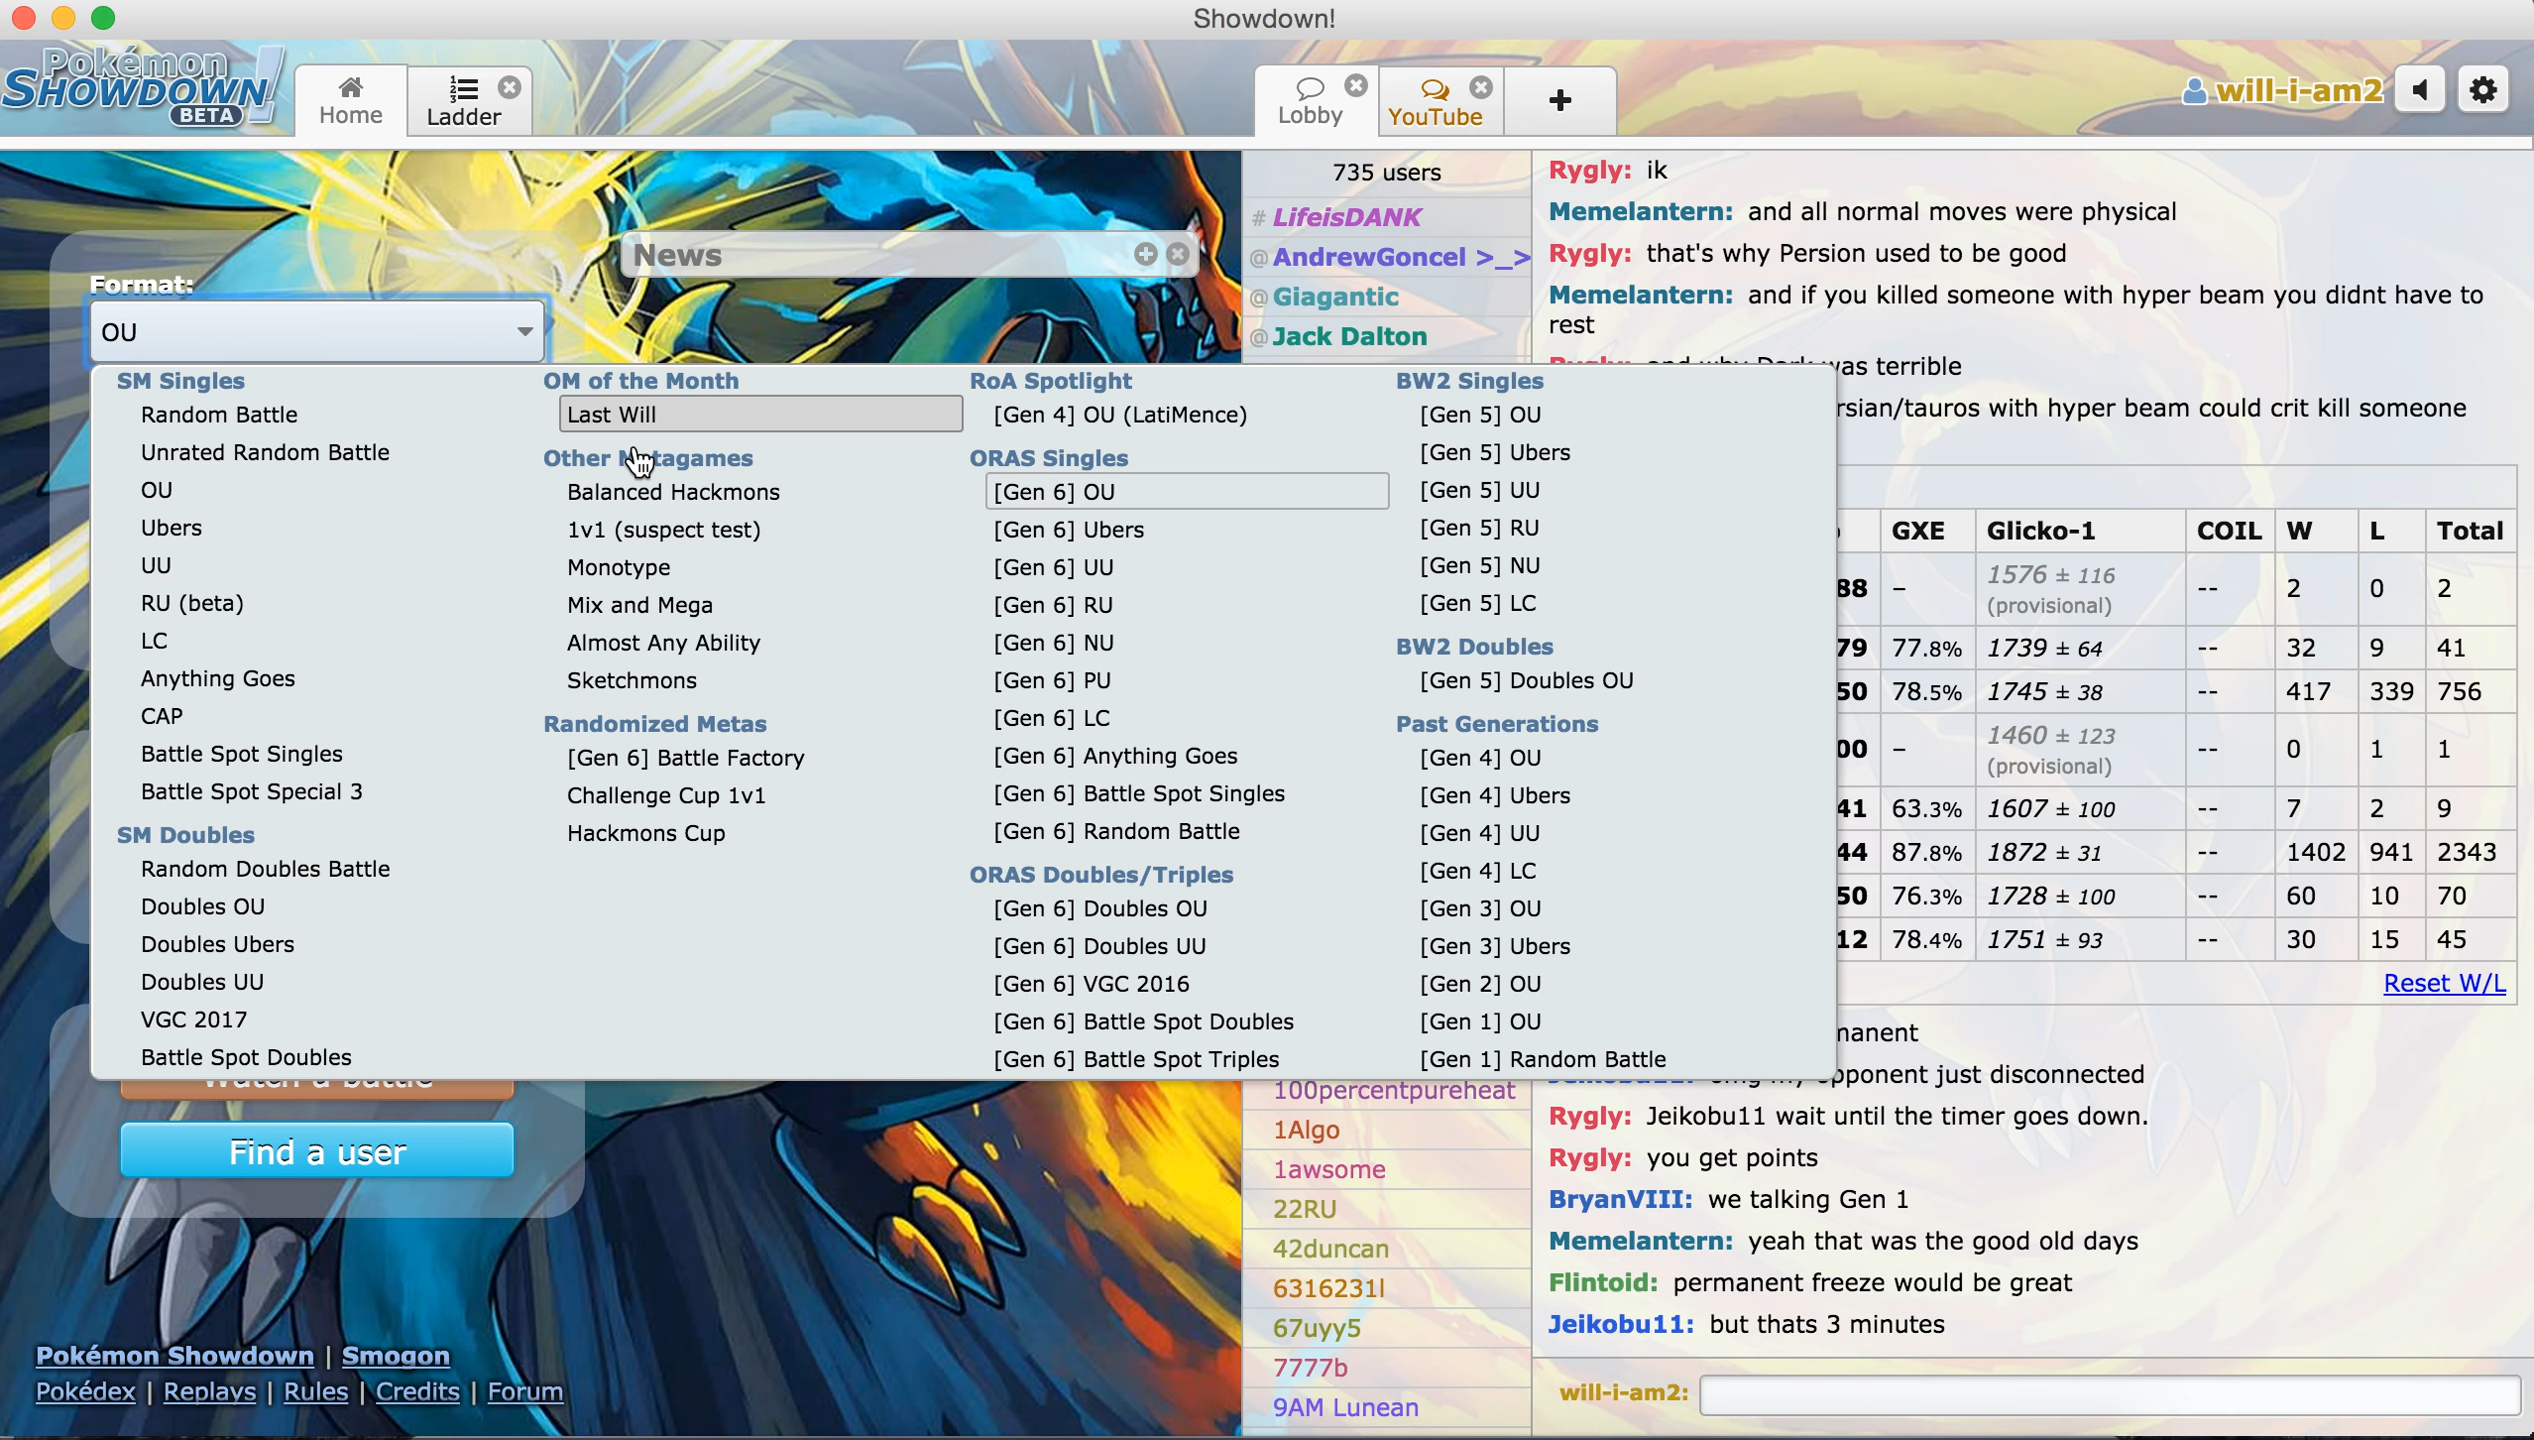 Showdown!
Pokémon
SHOWDOWN!
BETA
Home
Ladder
Lobby
YouTube
+
will-i-am2
735 users
# LifeisDANK
@ AndrewGoncel >_>
@ Giagantic
@ Jack Dalton
News
Format:
OU
SM Singles
Random Battle
Unrated Random Battle
OU
Ubers
UU
RU (beta)
LC
Anything Goes
CAP
Battle Spot Singles
Battle Spot Special 3
SM Doubles
Random Doubles Battle
Doubles OU
Doubles Ubers
Doubles UU
VGC 2017
Battle Spot Doubles
OM of the Month
Last Will
Other Metagames
Balanced Hackmons
1v1 (suspect test)
Monotype
Mix and Mega
Almost Any Ability
Sketchmons
Randomized Metas
[Gen 6] Battle Factory
Challenge Cup 1v1
Hackmons Cup
RoA Spotlight
[Gen 4] OU (LatiMence)
ORAS Singles
[Gen 6] OU
[Gen 6] Ubers
[Gen 6] UU
[Gen 6] RU
[Gen 6] NU
[Gen 6] PU
[Gen 6] LC
[Gen 6] Anything Goes
[Gen 6] Battle Spot Singles
[Gen 6] Random Battle
ORAS Doubles/Triples
[Gen 6] Doubles OU
[Gen 6] Doubles UU
[Gen 6] VGC 2016
[Gen 6] Battle Spot Doubles
[Gen 6] Battle Spot Triples
BW2 Singles
[Gen 5] OU
[Gen 5] Ubers
[Gen 5] UU
[Gen 5] RU
[Gen 5] NU
[Gen 5] LC
BW2 Doubles
[Gen 5] Doubles OU
Past Generations
[Gen 4] OU
[Gen 4] Ubers
[Gen 4] UU
[Gen 4] LC
[Gen 3] OU
[Gen 3] Ubers
[Gen 2] OU
[Gen 1] OU
[Gen 1] Random Battle
Watch a battle
Find a user
Pokémon Showdown | Smogon
Pokédex | Replays | Rules | Credits | Forum
100percentpureheat
1Algo
1awsome
22RU
42duncan
6316231l
67uyy5
7777b
9AM Lunean
Rygly: ik
Memelantern: and all normal moves were physical
Rygly: that's why Persion used to be good
Memelantern: and if you killed someone with hyper beam you didnt have to
rest
Rygly: and why Dark was terrible
rsian/tauros with hyper beam could crit kill someone
GXE Glicko-1 COIL W L Total
88 – 1576 ± 116 (provisional) -- 2 0 2
79 77.8% 1739 ± 64 -- 32 9 41
50 78.5% 1745 ± 38 -- 417 339 756
00 – 1460 ± 123 (provisional) -- 0 1 1
41 63.3% 1607 ± 100 -- 7 2 9
44 87.8% 1872 ± 31 -- 1402 941 2343
50 76.3% 1728 ± 100 -- 60 10 70
12 78.4% 1751 ± 93 -- 30 15 45
Reset W/L
manent
Jeikobu11: omg my opponent just disconnected
Rygly: Jeikobu11 wait until the timer goes down.
Rygly: you get points
BryanVIII: we talking Gen 1
Memelantern: yeah that was the good old days
Flintoid: permanent freeze would be great
Jeikobu11: but thats 3 minutes
will-i-am2: